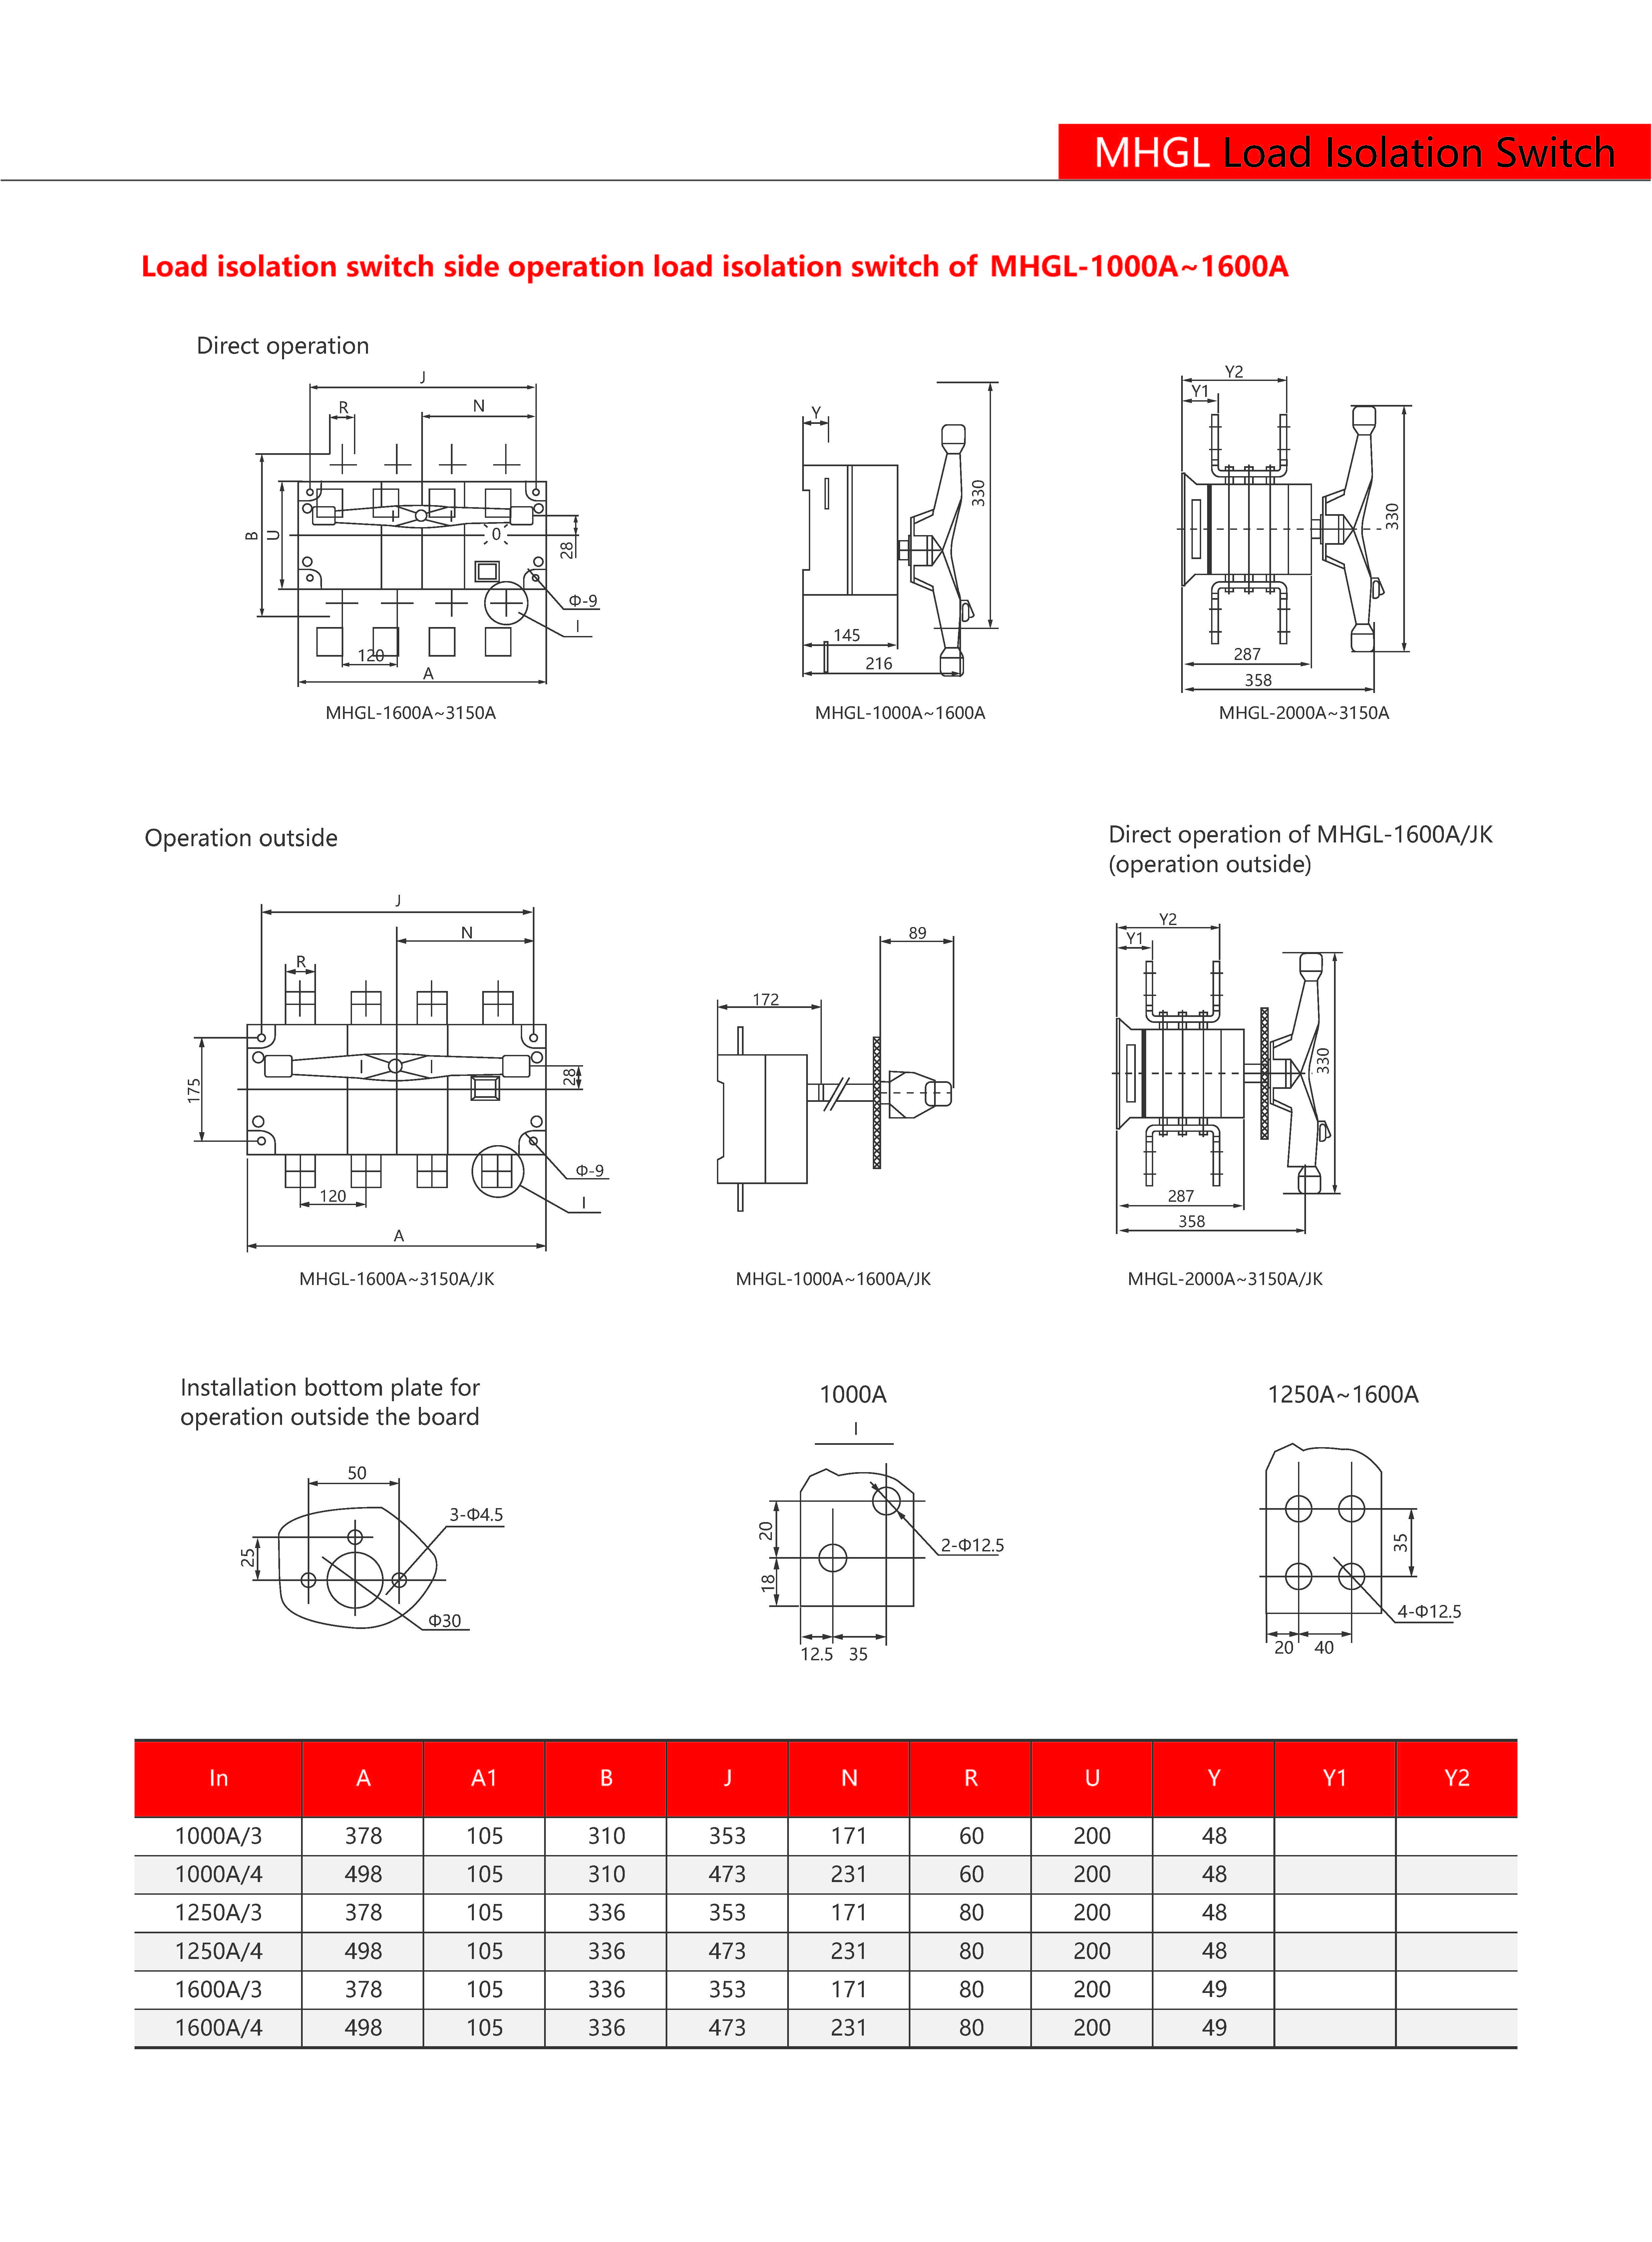 MHGL Load Isolation Switch
Load isolation switch side operation load isolation switch of MHGL-1000A~1600A
Direct operation
J
R
N
B
U
0
28
Φ-9
I
120
A
MHGL-1600A~3150A
Y
330
145
216
MHGL-1000A~1600A
Y2
Y1
330
287
358
MHGL-2000A~3150A
Operation outside
J
N
R
175
28
Φ-9
I
120
A
MHGL-1600A~3150A/JK
89
172
MHGL-1000A~1600A/JK
Direct operation of MHGL-1600A/JK
(operation outside)
Y2
Y1
330
287
358
MHGL-2000A~3150A/JK
Installation bottom plate for
operation outside the board
50
3-Φ4.5
25
Φ30
1000A
I
20
2-Φ12.5
18
12.5 35
1250A~1600A
35
4-Φ12.5
20 40
In A A1 B J N R U Y Y1 Y2
1000A/3 378 105 310 353 171 60 200 48
1000A/4 498 105 310 473 231 60 200 48
1250A/3 378 105 336 353 171 80 200 48
1250A/4 498 105 336 473 231 80 200 48
1600A/3 378 105 336 353 171 80 200 49
1600A/4 498 105 336 473 231 80 200 49